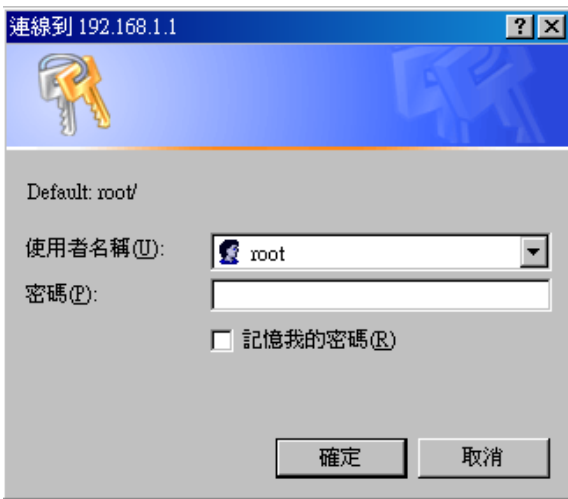 連線到 192.168.1.1
Default: root/
使用者名稱(U):
root
密碼(P):
記憶我的密碼(R)
確定
取消